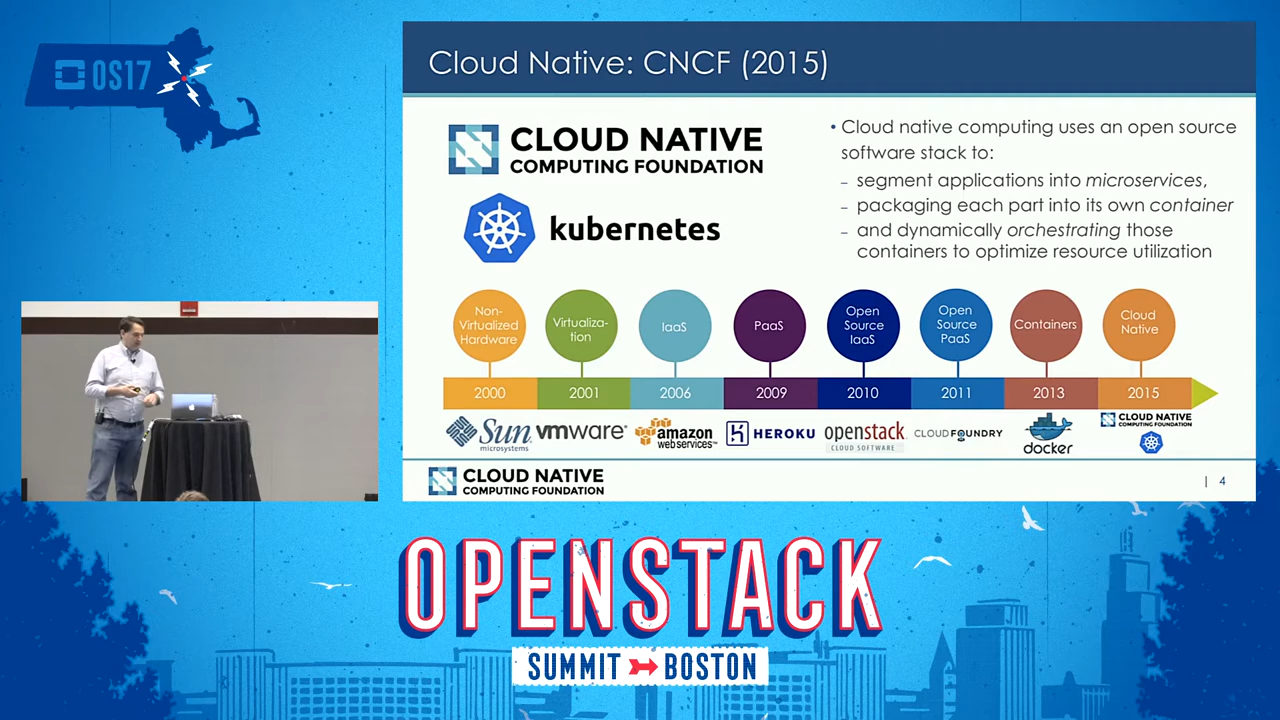 OS17
Cloud Native: CNCF (2015)
CLOUD NATIVE
COMPUTING FOUNDATION
kubernetes
• Cloud native computing uses an open source
software stack to:
– segment applications into microservices,
– packaging each part into its own container
– and dynamically orchestrating those
containers to optimize resource utilization
Non-
Virtualized
Hardware
Virtualiza-
tion
IaaS
PaaS
Open
Source
IaaS
Open
Source
PaaS
Containers
Cloud
Native
2000
2001
2006
2009
2010
2011
2013
2015
Sun
microsystems
vmware®
amazon
webservices™
HEROKU
openstack
CLOUD SOFTWARE
CLOUD FOUNDRY
docker
CLOUD NATIVE
COMPUTING FOUNDATION
CLOUD NATIVE
COMPUTING FOUNDATION
| 4
OPENSTACK
SUMMIT BOSTON